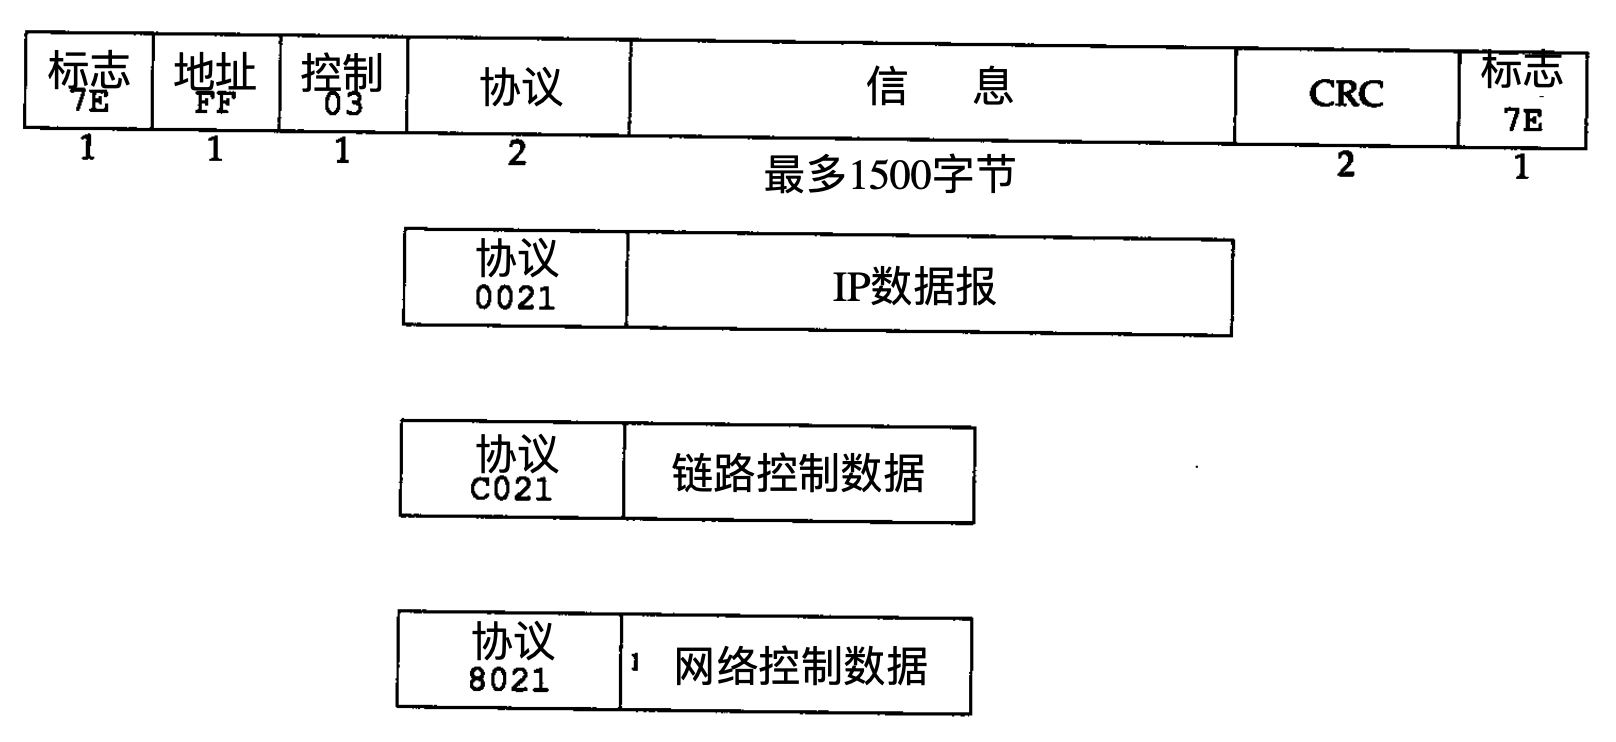 标志 地址 控制 协议 信 息 CRC 标志
7E FF 03 7E
1 1 1 2 最多1500字节 2 1
协议 IP数据报
0021
协议 链路控制数据
C021
协议 网络控制数据
8021